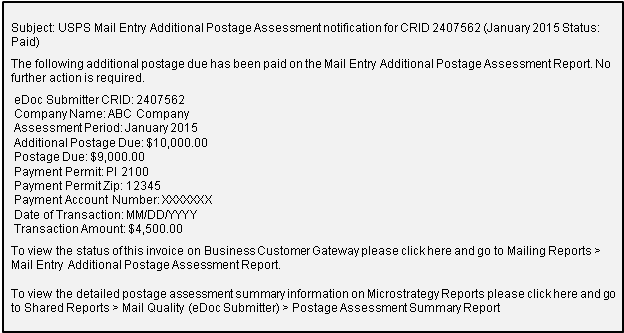 Subject: USPS Mail Entry Additional Postage Assessment notification for CRID 2407562 (January 2015 Status:
Paid)
The following additional postage due has been paid on the Mail Entry Additional Postage Assessment Report. No
further action is required.
eDoc Submitter CRID: 2407562
Company Name: ABC Company
Assessment Period: January 2015
Additional Postage Due: $10,000.00
Postage Due: $9,000.00
Payment Permit: PI 2100
Payment Permit Zip: 12345
Payment Account Number: XXXXXXX
Date of Transaction: MM/DD/YYYY
Transaction Amount: $4,500.00
To view the status of this invoice on Business Customer Gateway please click here and go to Mailing Reports >
Mail Entry Additional Postage Assessment Report.
To view the detailed postage assessment summary information on Microstrategy Reports please click here and go
to Shared Reports > Mail Quality (eDoc Submitter) > Postage Assessment Summary Report